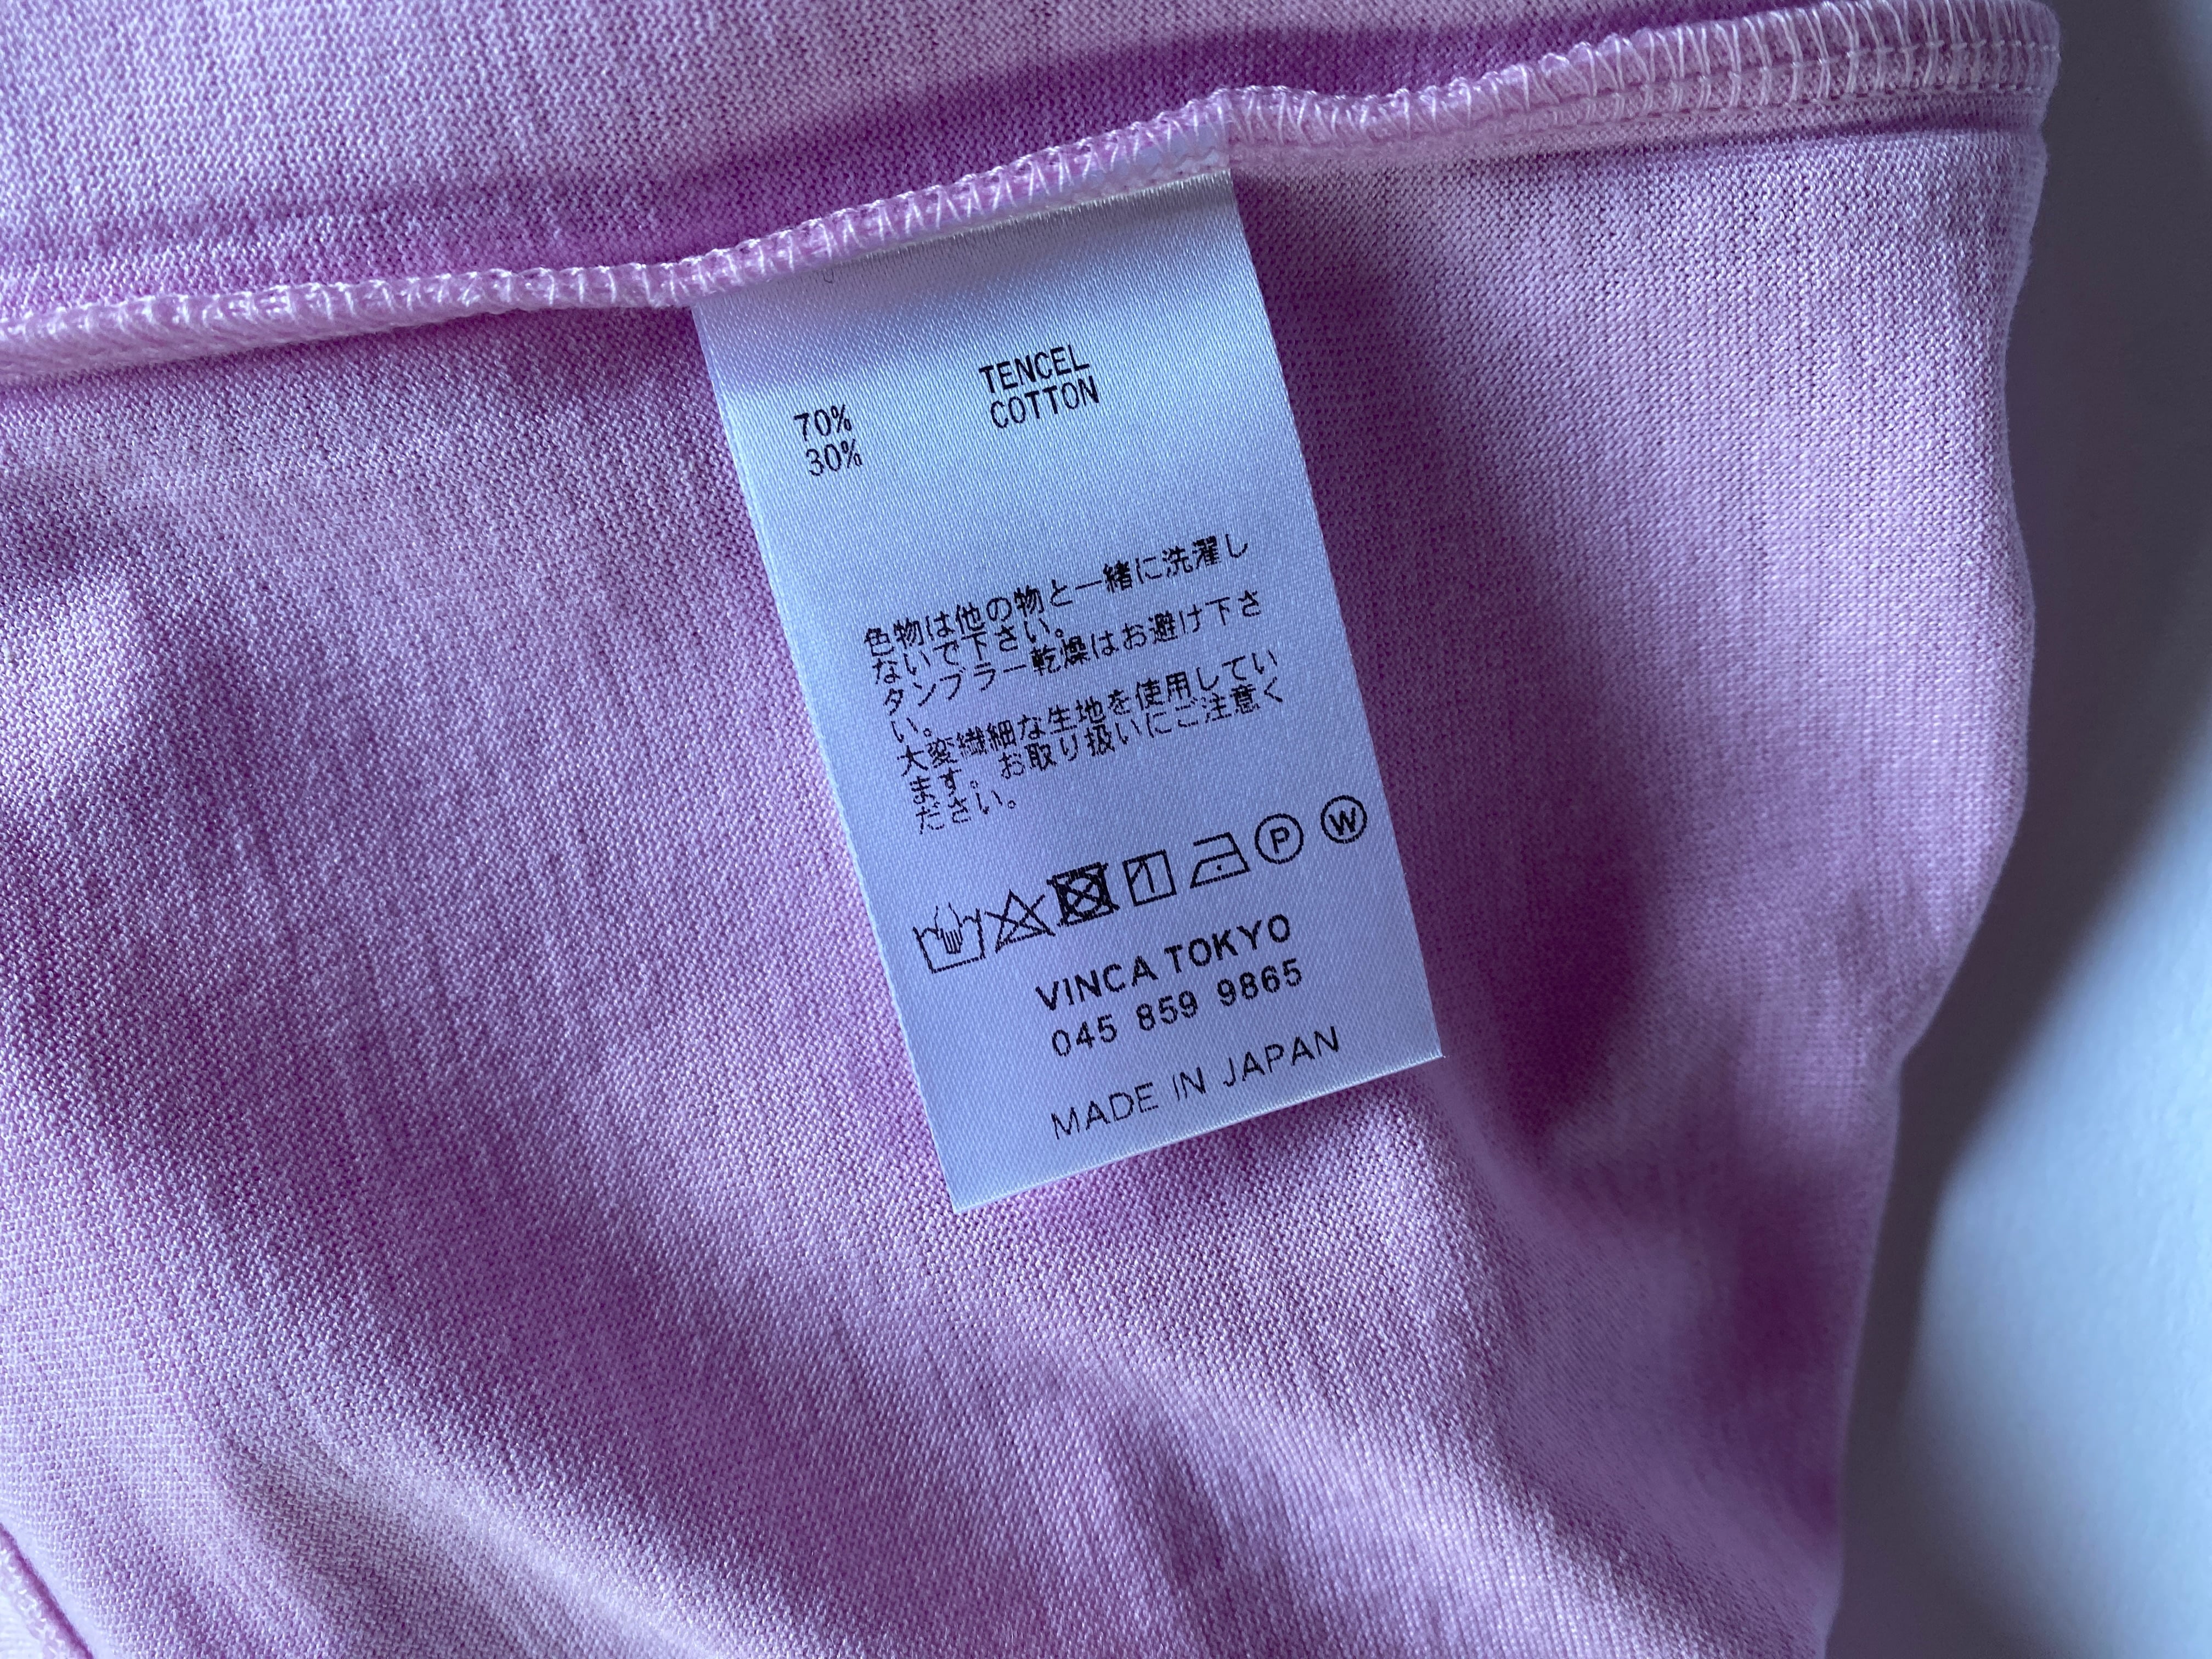 70% TENCEL
30% COTTON
色物は他の物と一緒に洗濯し
ないで下さい。
タンブラー乾燥はお避け下さ
い。
大変繊細な生地を使用してい
ます。お取り扱いにご注意く
ださい。
P W
VINCA TOKYO
045 859 9865
MADE IN JAPAN